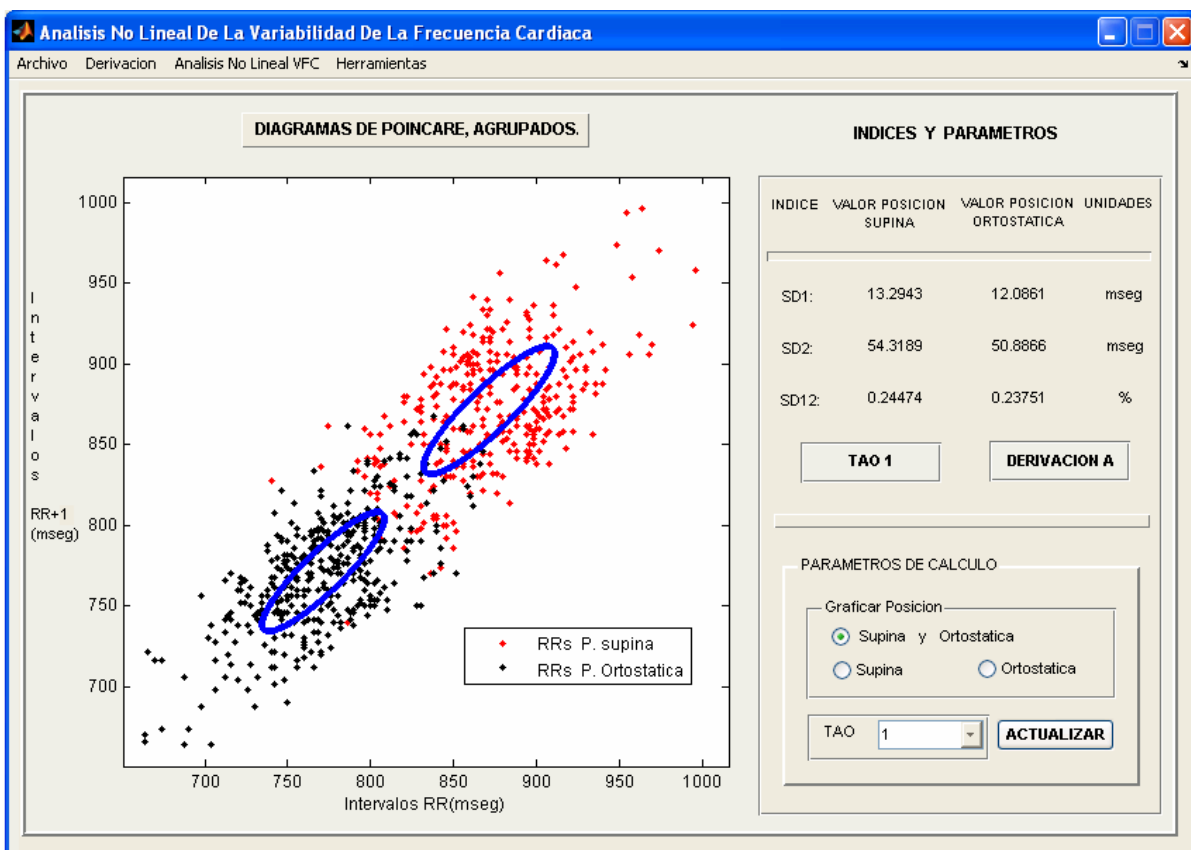 Analisis No Lineal De La Variabilidad De La Frecuencia Cardiaca
Archivo Derivacion Analisis No Lineal VFC Herramientas
DIAGRAMAS DE POINCARE, AGRUPADOS.
1000
950
900
850
800
750
700
Intervalos
RR+1
(mseg)
RRs P. supina
RRs P. Ortostatica
700 750 800 850 900 950 1000
Intervalos RR(mseg)
INDICES Y PARAMETROS
INDICE VALOR POSICION SUPINA VALOR POSICION ORTOSTATICA UNIDADES
SD1: 13.2943 12.0861 mseg
SD2: 54.3189 50.8866 mseg
SD12: 0.24474 0.23751 %
TAO 1 DERIVACION A
PARAMETROS DE CALCULO
Graficar Posicion
Supina y Ortostatica
Supina Ortostatica
TAO 1 ACTUALIZAR